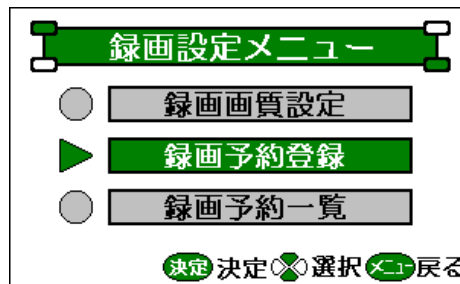 録画設定メニュー
録画画質設定
録画予約登録
録画予約一覧
決定 決定 選択 メニュー 戻る